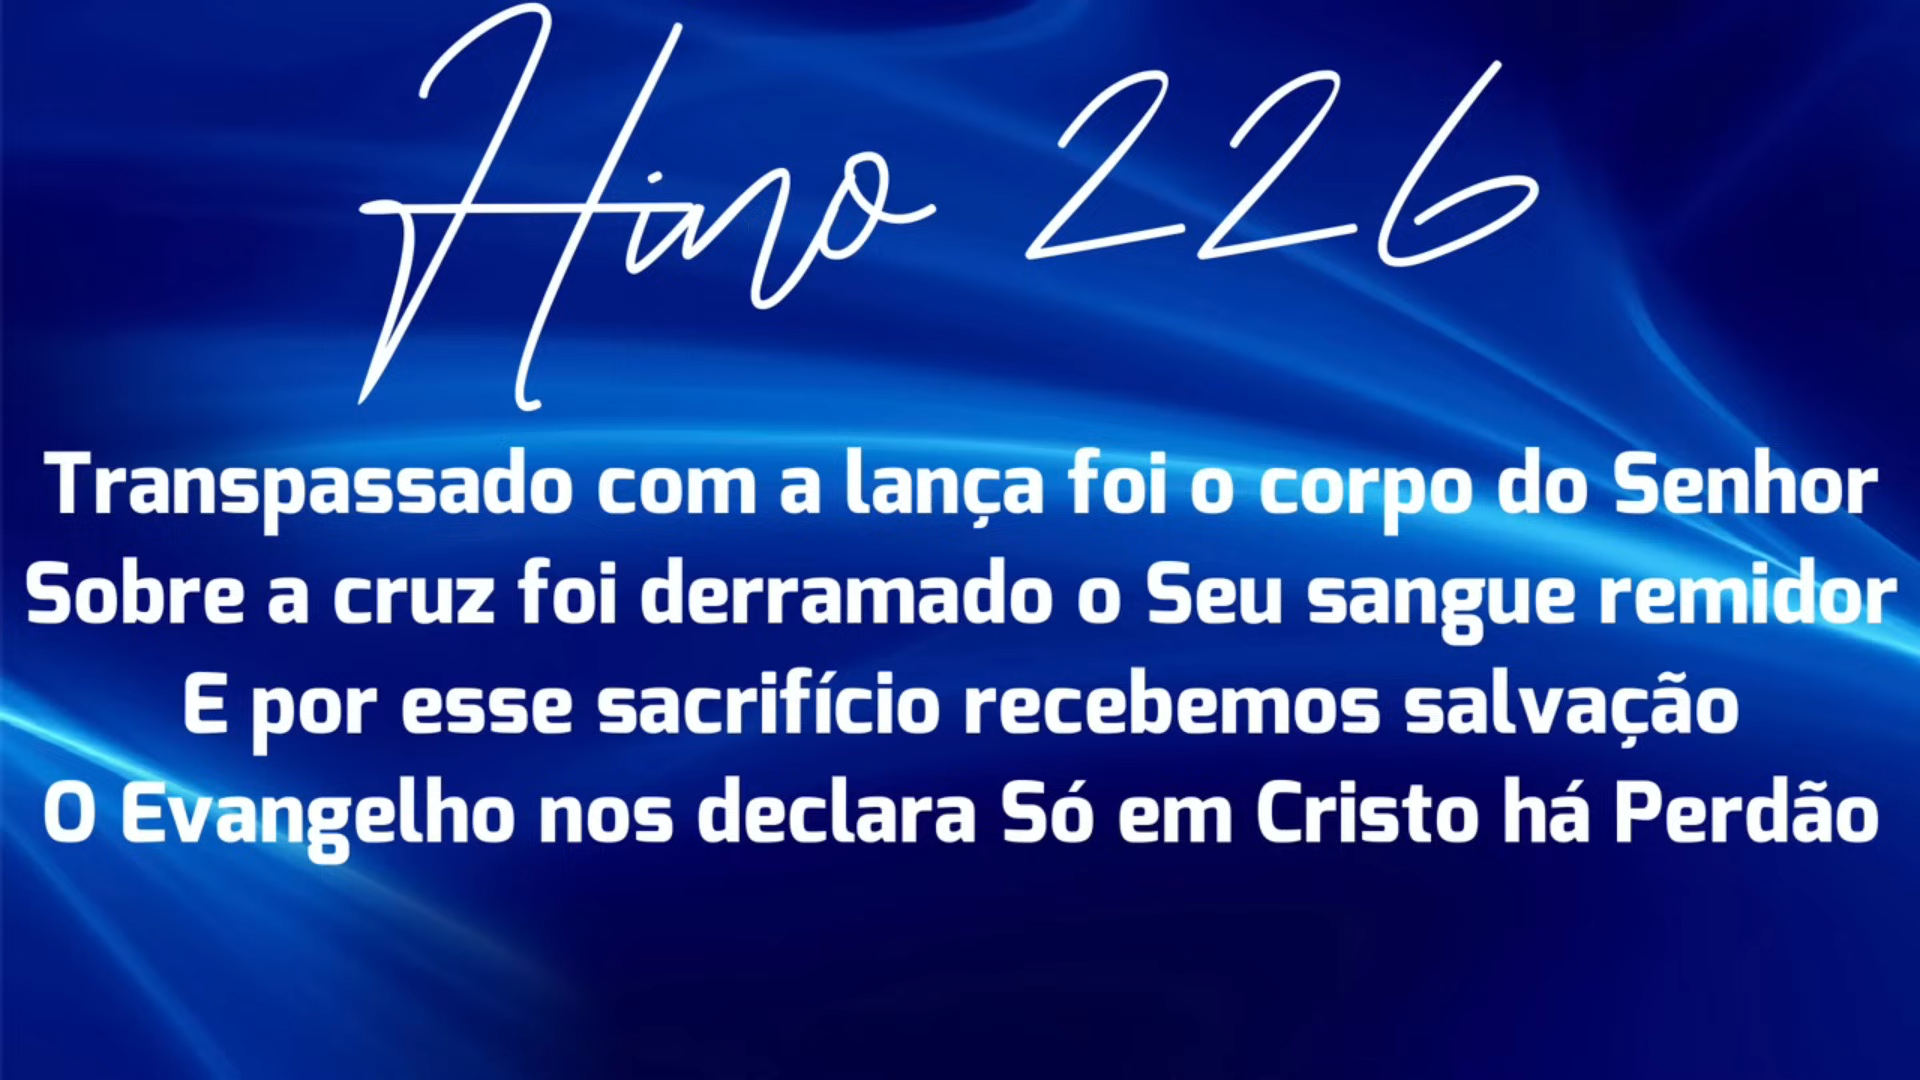 Hino 226
Transpassado com a lança foi o corpo do Senhor
Sobre a cruz foi derramado o Seu sangue remidor
E por esse sacrifício recebemos salvação
O Evangelho nos declara Só em Cristo há Perdão